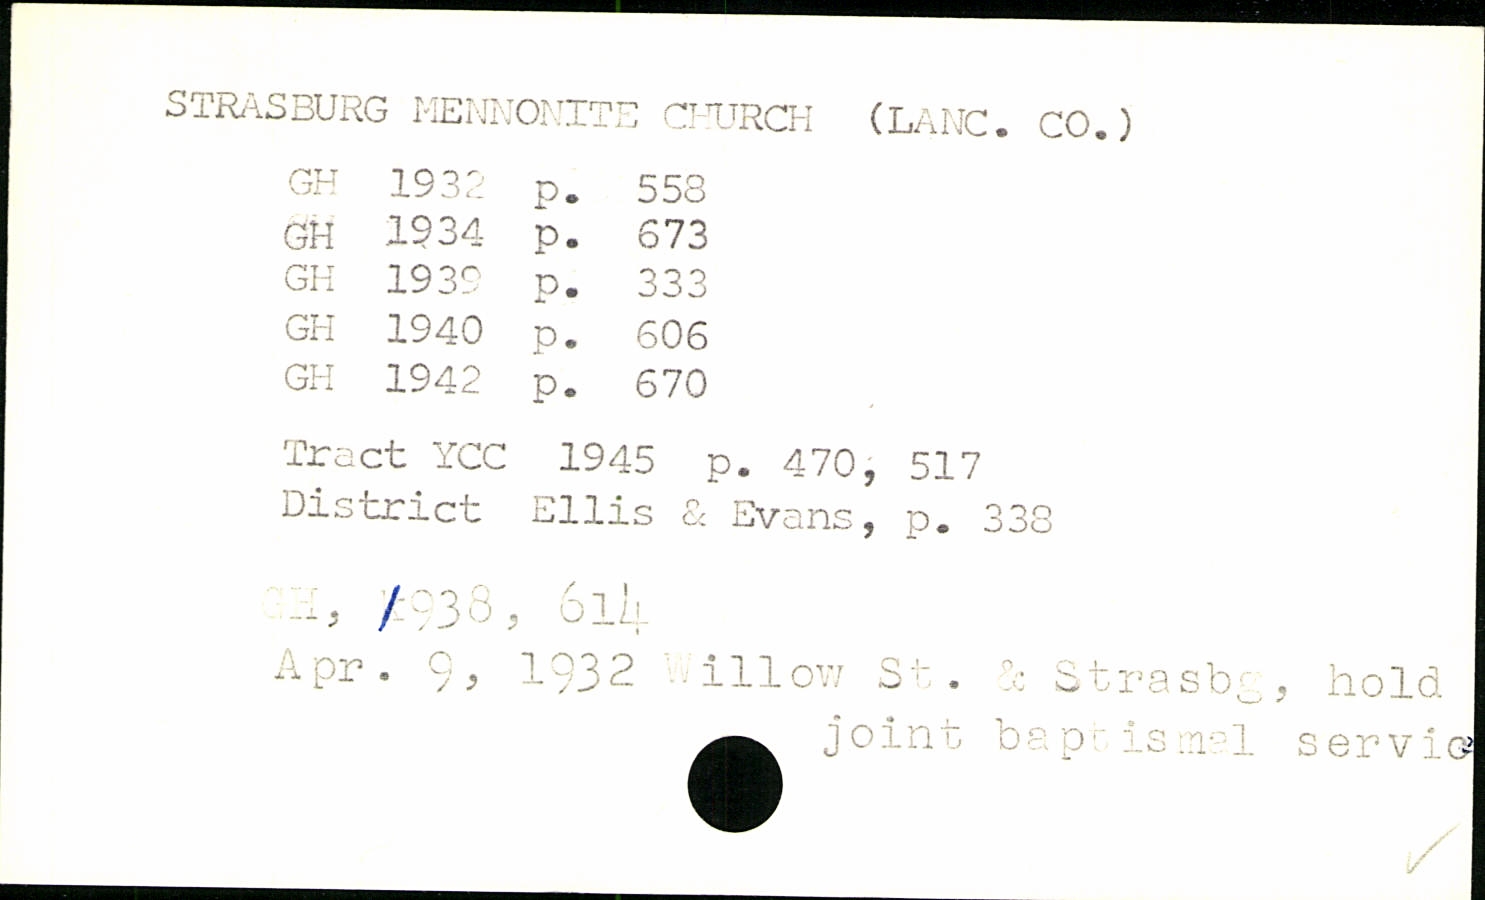 STRASBURG MENNONITE CHURCH (LANC. CO.)
GH 1932 p. 558
GH 1934 p. 673
GH 1939 p. 333
GH 1940 p. 606
GH 1942 p. 670
Tract YCC 1945 p. 470, 517
District Ellis & Evans, p. 338
GH, 1938, 614
Apr. 9, 1932 Willow St. & Strasbg, hold
joint baptismal service